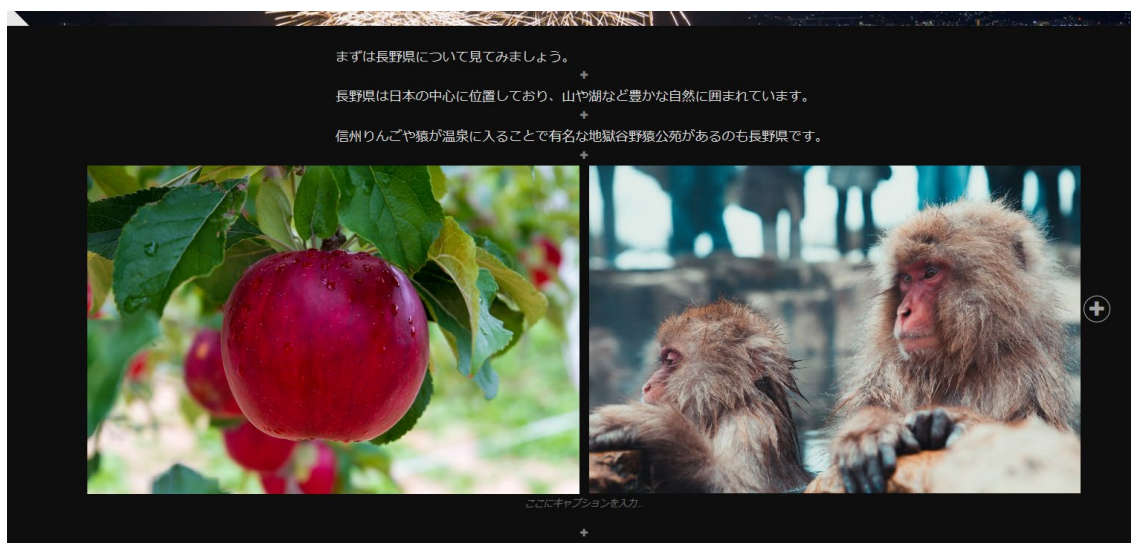 まずは長野県について見てみましょう。
長野県は日本の中心に位置しており、山や湖など豊かな自然に囲まれています。
信州りんごや猿が温泉に入ることで有名な地獄谷野猿公苑があるのも長野県です。
ここにキャプションを入力...